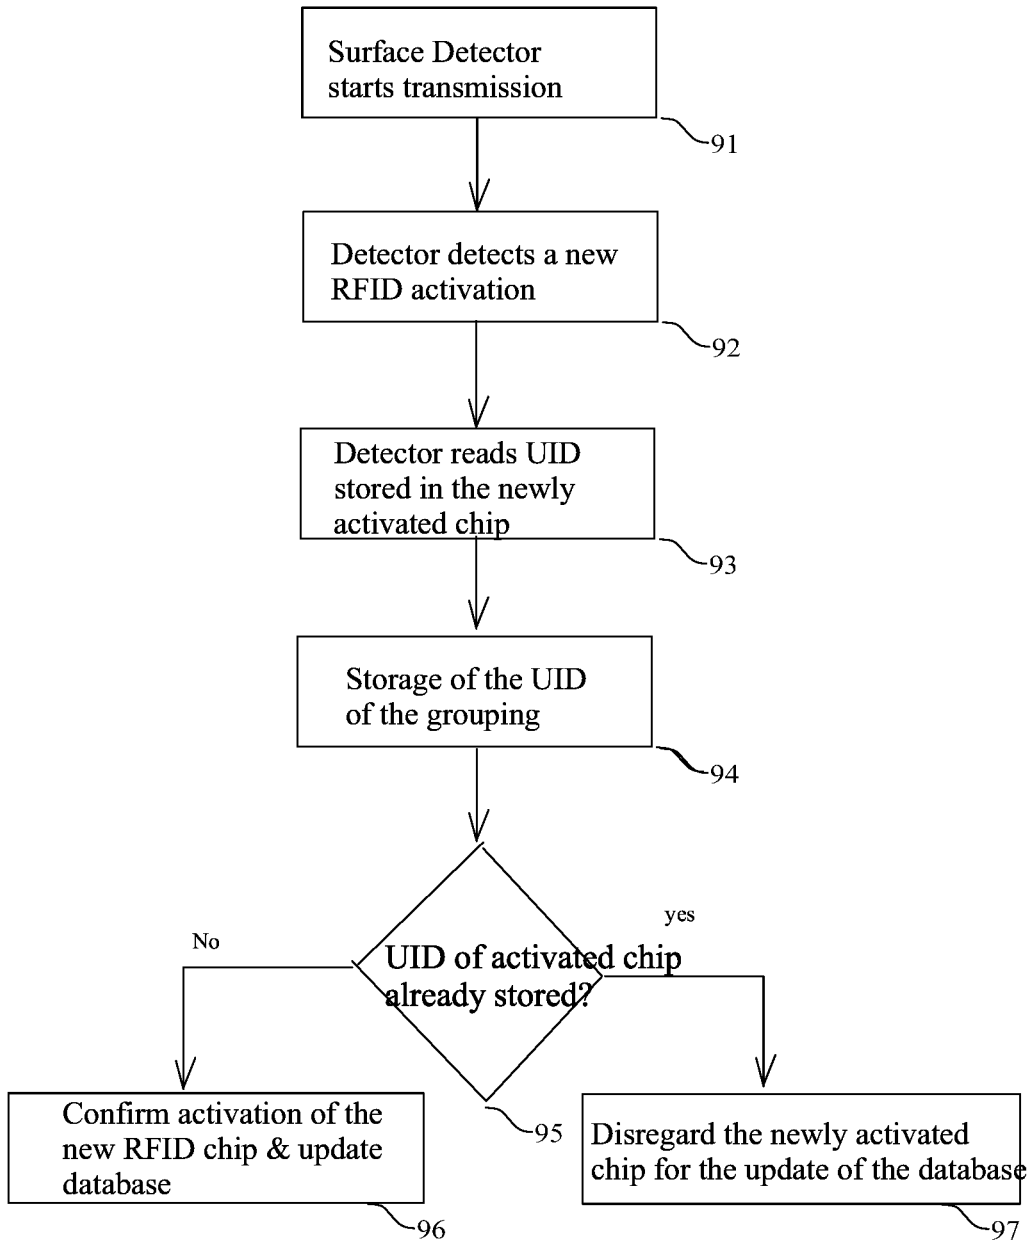 Surface Detector
starts transmission
91
Detector detects a new
RFID activation
92
Detector reads UID
stored in the newly
activated chip
93
Storage of the UID
of the grouping
94
No
yes
UID of activated chip
already stored?
95
Confirm activation of the
new RFID chip & update
database
96
Disregard the newly activated
chip for the update of the database
97